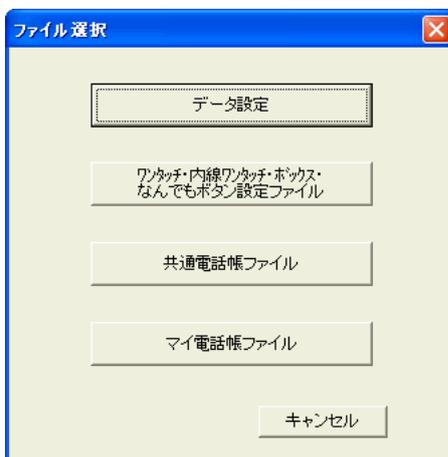 ファイル選択
データ設定
ﾜﾝﾀｯﾁ・内線ﾜﾝﾀｯﾁ・ﾎﾞｯｸｽ・
なんでもボタン設定ファイル
共通電話帳ファイル
マイ電話帳ファイル
キャンセル